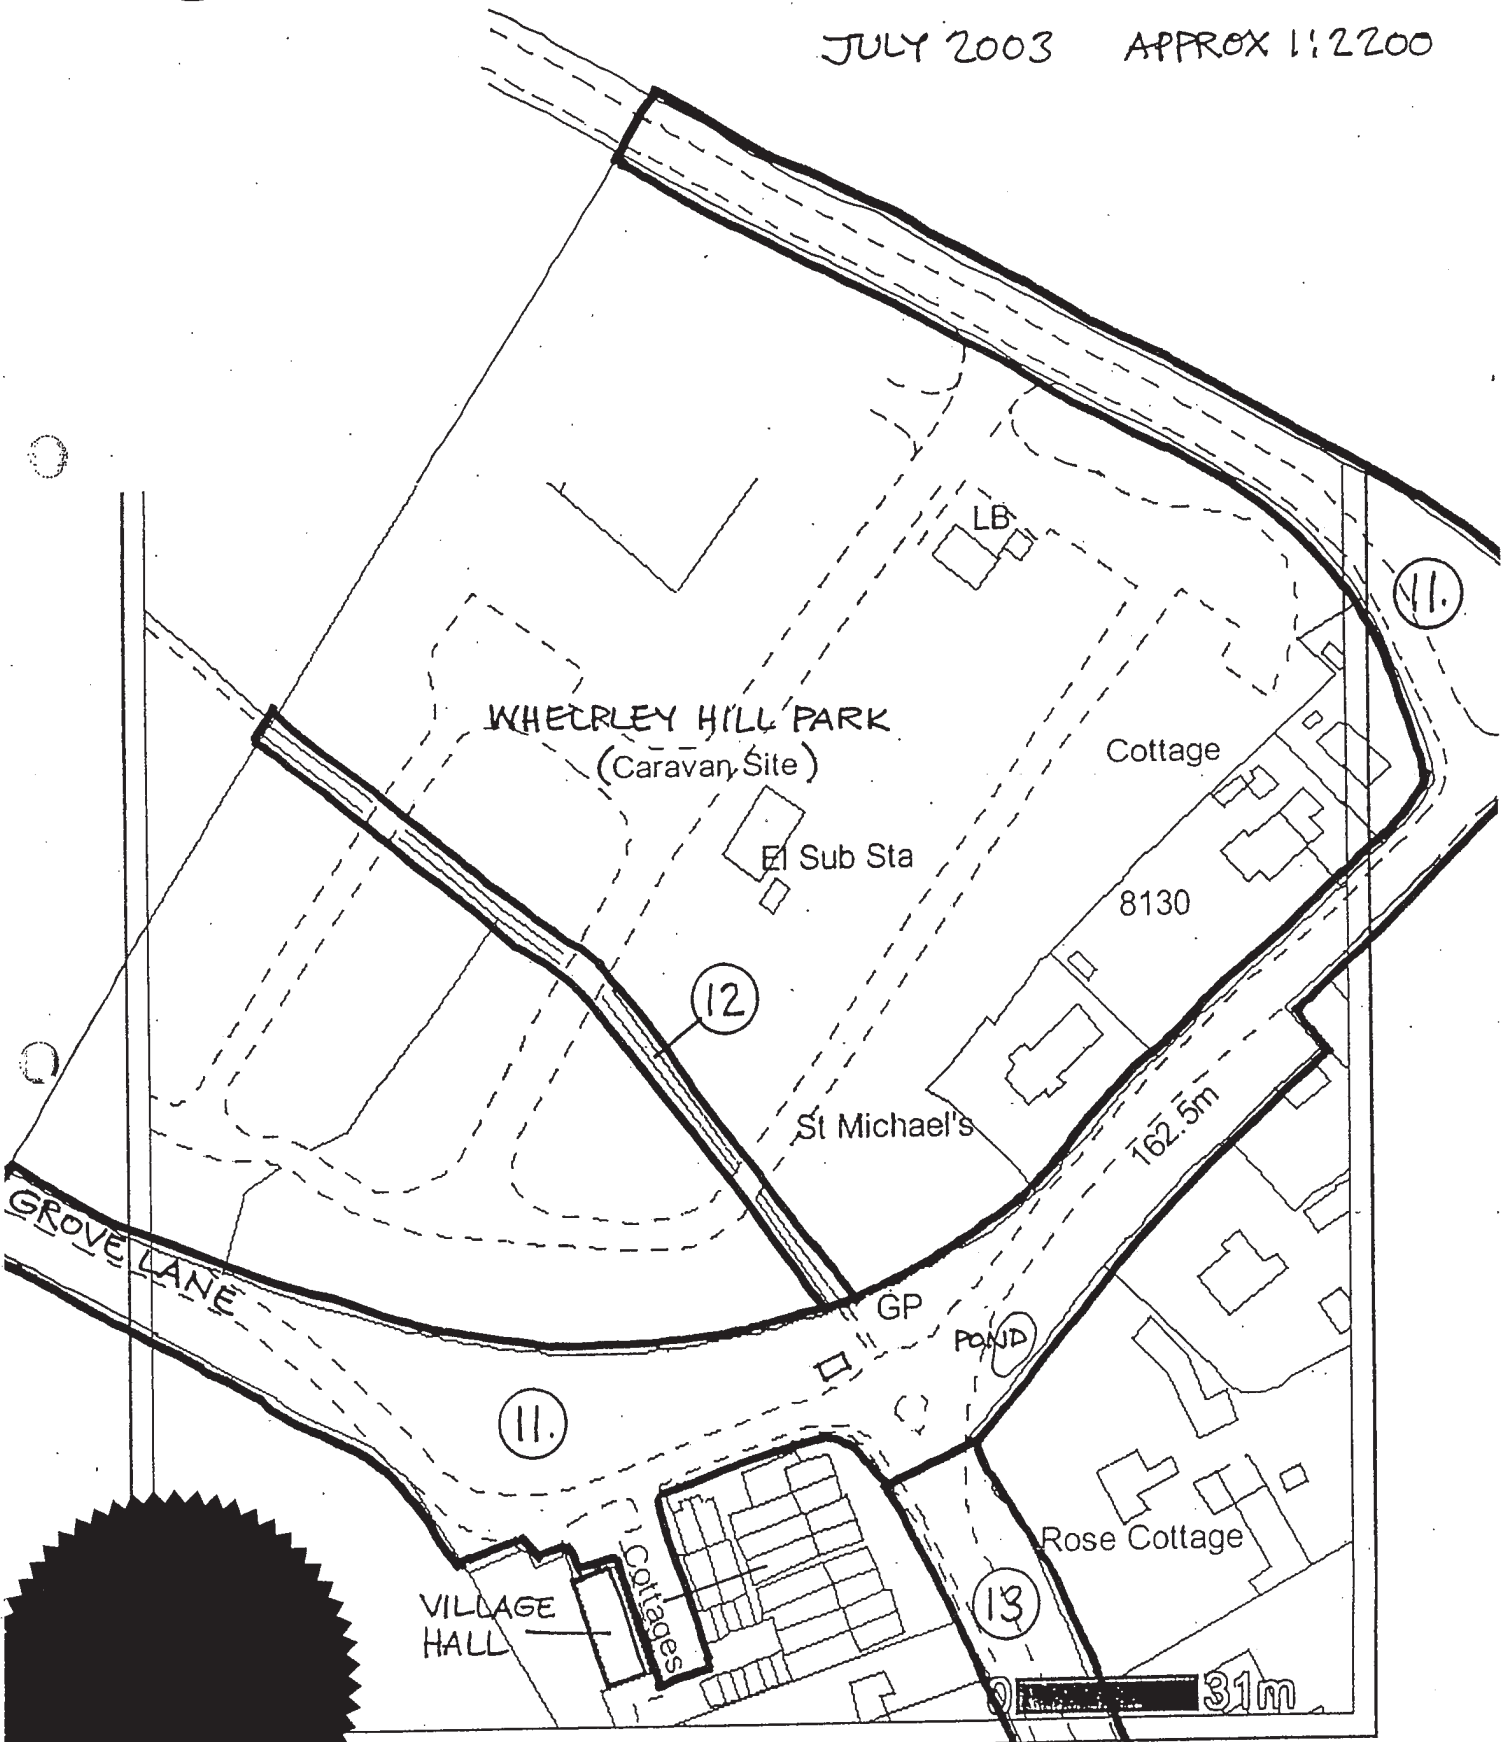 JULY 2003 APPROX 1:2200
LB
11.
WHELPLEY HILL PARK
(Caravan Site)
Cottage
El Sub Sta
8130
12
St Michael's
162.5m
GROVE LANE
GP
POND
11.
Rose Cottage
Cottages
VILLAGE
HALL
13
0 31m